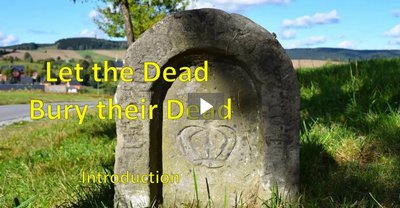 Let the Dead
Bury their Dead
Introduction